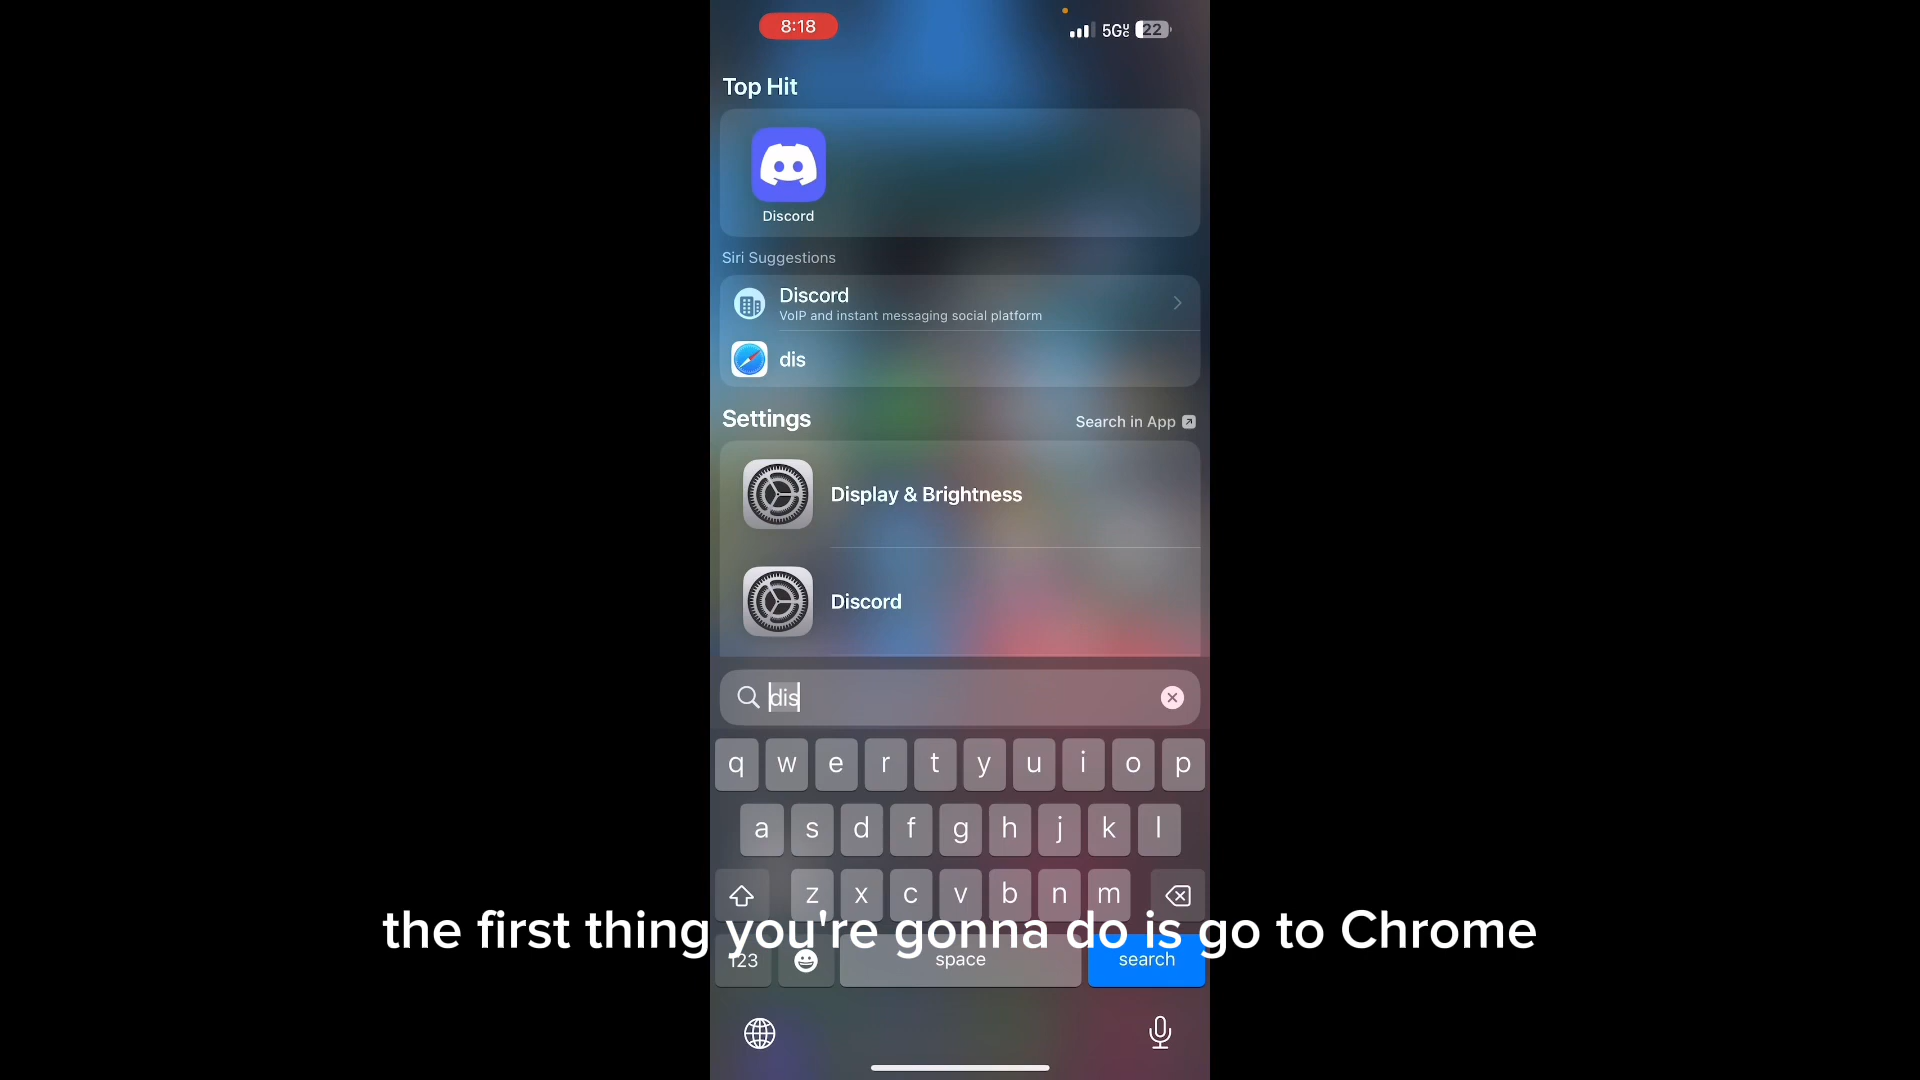 8:18
5G
22
Top Hit
Discord
Siri Suggestions
Discord
VoIP and instant messaging social platform
dis
Settings
Search in App
Display & Brightness
Discord
dis
q w e r t y u i o p
a s d f g h j k l
z x c v b n m
the first thing you're gonna do is go to Chrome
123
space
search